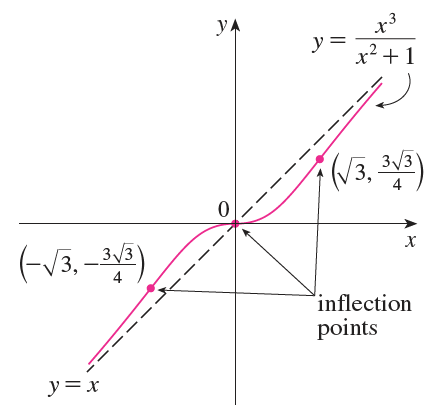 y
y = x³/(x² + 1)
(√3, 3√3/4)
0
x
(−√3, −3√3/4)
inflection
points
y = x